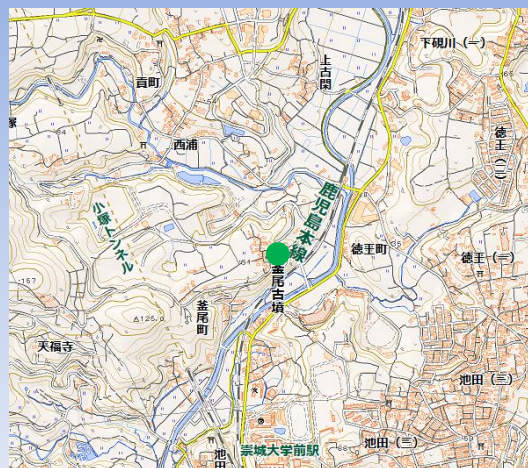 下硯川（一）
上古閑
貢町
西浦
徳王（二）
鹿児島本線
小塚トンネル
徳王町
徳王（一）
釜尾古墳
釜尾町
・157
△125.0
天福寺
池田（三）
池田（三）
崇城大学前駅
池田